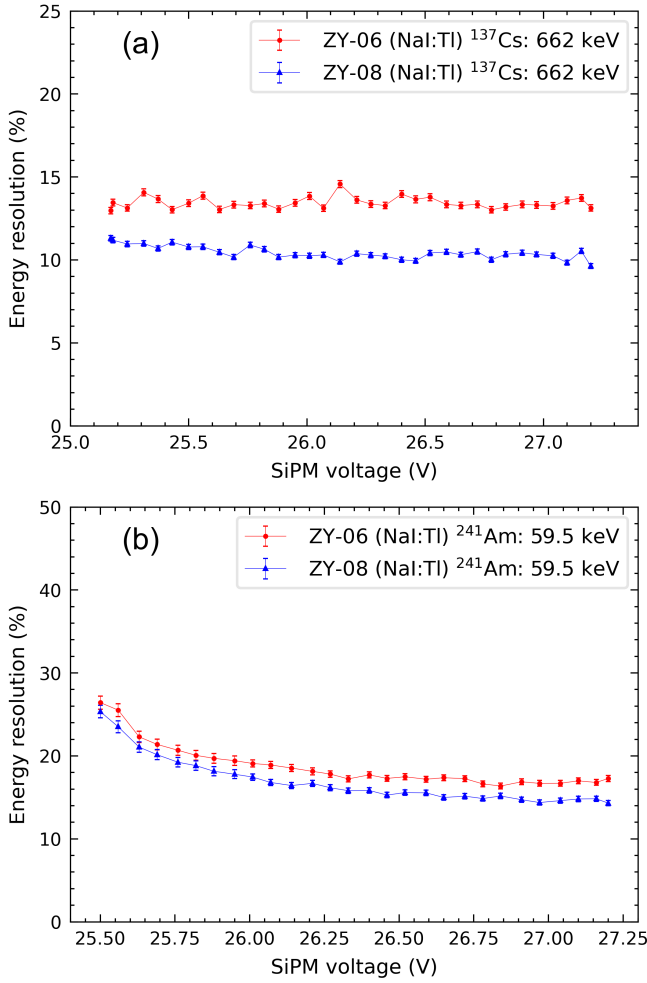 (a)
ZY-06 (NaI:Tl) ¹³⁷Cs: 662 keV
ZY-08 (NaI:Tl) ¹³⁷Cs: 662 keV
Energy resolution (%)
25
20
15
10
5
0
25.0 25.5 26.0 26.5 27.0
SiPM voltage (V)
(b)
ZY-06 (NaI:Tl) ²⁴¹Am: 59.5 keV
ZY-08 (NaI:Tl) ²⁴¹Am: 59.5 keV
Energy resolution (%)
50
40
30
20
10
0
25.50 25.75 26.00 26.25 26.50 26.75 27.00 27.25
SiPM voltage (V)